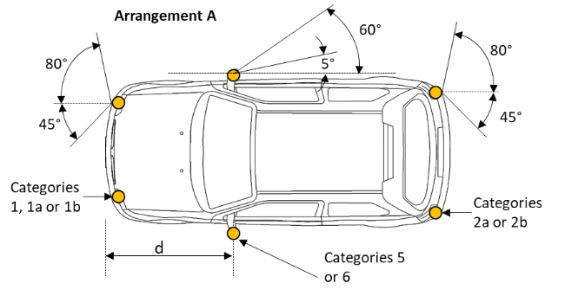 Arrangement A
60°
80°
5°
80°
45°
45°
Categories
1, 1a or 1b
Categories
2a or 2b
d
Categories 5
or 6